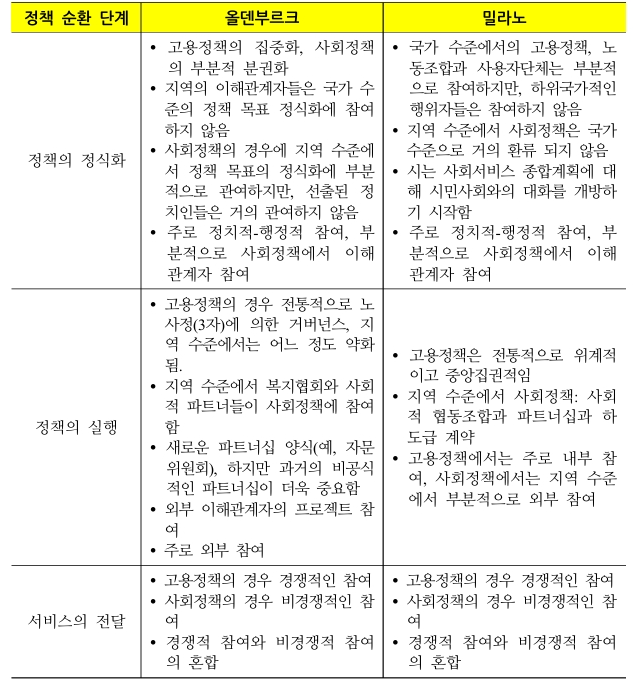 정책 순환 단계
올덴부르크
밀라노
정책의 정식화
• 고용정책의 집중화, 사회정책
의 부분적 분권화
• 지역의 이해관계자들은 국가 수
준의 정책 목표 정식화에 참여
하지 않음
• 사회정책의 경우에 지역 수준에
서 정책 목표의 정식화에 부분
적으로 관여하지만, 선출된 정
치인들은 거의 관여하지 않음
• 주로 정치적-행정적 참여, 부
분적으로 사회정책에서 이해
관계자 참여
• 국가 수준에서의 고용정책, 노
동조합과 사용자단체는 부분적
으로 참여하지만, 하위국가적인
행위자들은 참여하지 않음
• 지역 수준에서 사회정책은 국가
수준으로 거의 환류 되지 않음
• 시는 사회서비스 종합계획에 대
해 시민사회와의 대화를 개방하
기 시작함
• 주로 정치적-행정적 참여, 부
분적으로 사회정책에서 이해
관계자 참여
정책의 실행
• 고용정책의 경우 전통적으로 노
사정(3자)에 의한 거버넌스, 지
역 수준에서는 어느 정도 약화
됨.
• 지역 수준에서 복지협회와 사회
적 파트너들이 사회정책에 참여
함
• 새로운 파트너십 양식(예, 자문
위원회), 하지만 과거의 비공식
적인 파트너십이 더욱 중요함
• 외부 이해관계자의 프로젝트 참
여
• 주로 외부 참여
• 고용정책은 전통적으로 위계적
이고 중앙집권적임
• 지역 수준에서 사회정책: 사회
적 협동조합과 파트너십과 하
도급 계약
• 고용정책에서는 주로 내부 참
여, 사회정책에서는 지역 수준
에서 부분적으로 외부 참여
서비스의 전달
• 고용정책의 경우 경쟁적인 참여
• 사회정책의 경우 비경쟁적인 참
여
• 경쟁적 참여와 비경쟁적 참여
의 혼합
• 고용정책의 경우 경쟁적인 참여
• 사회정책의 경우 비경쟁적인 참
여
• 경쟁적 참여와 비경쟁적 참여
의 혼합